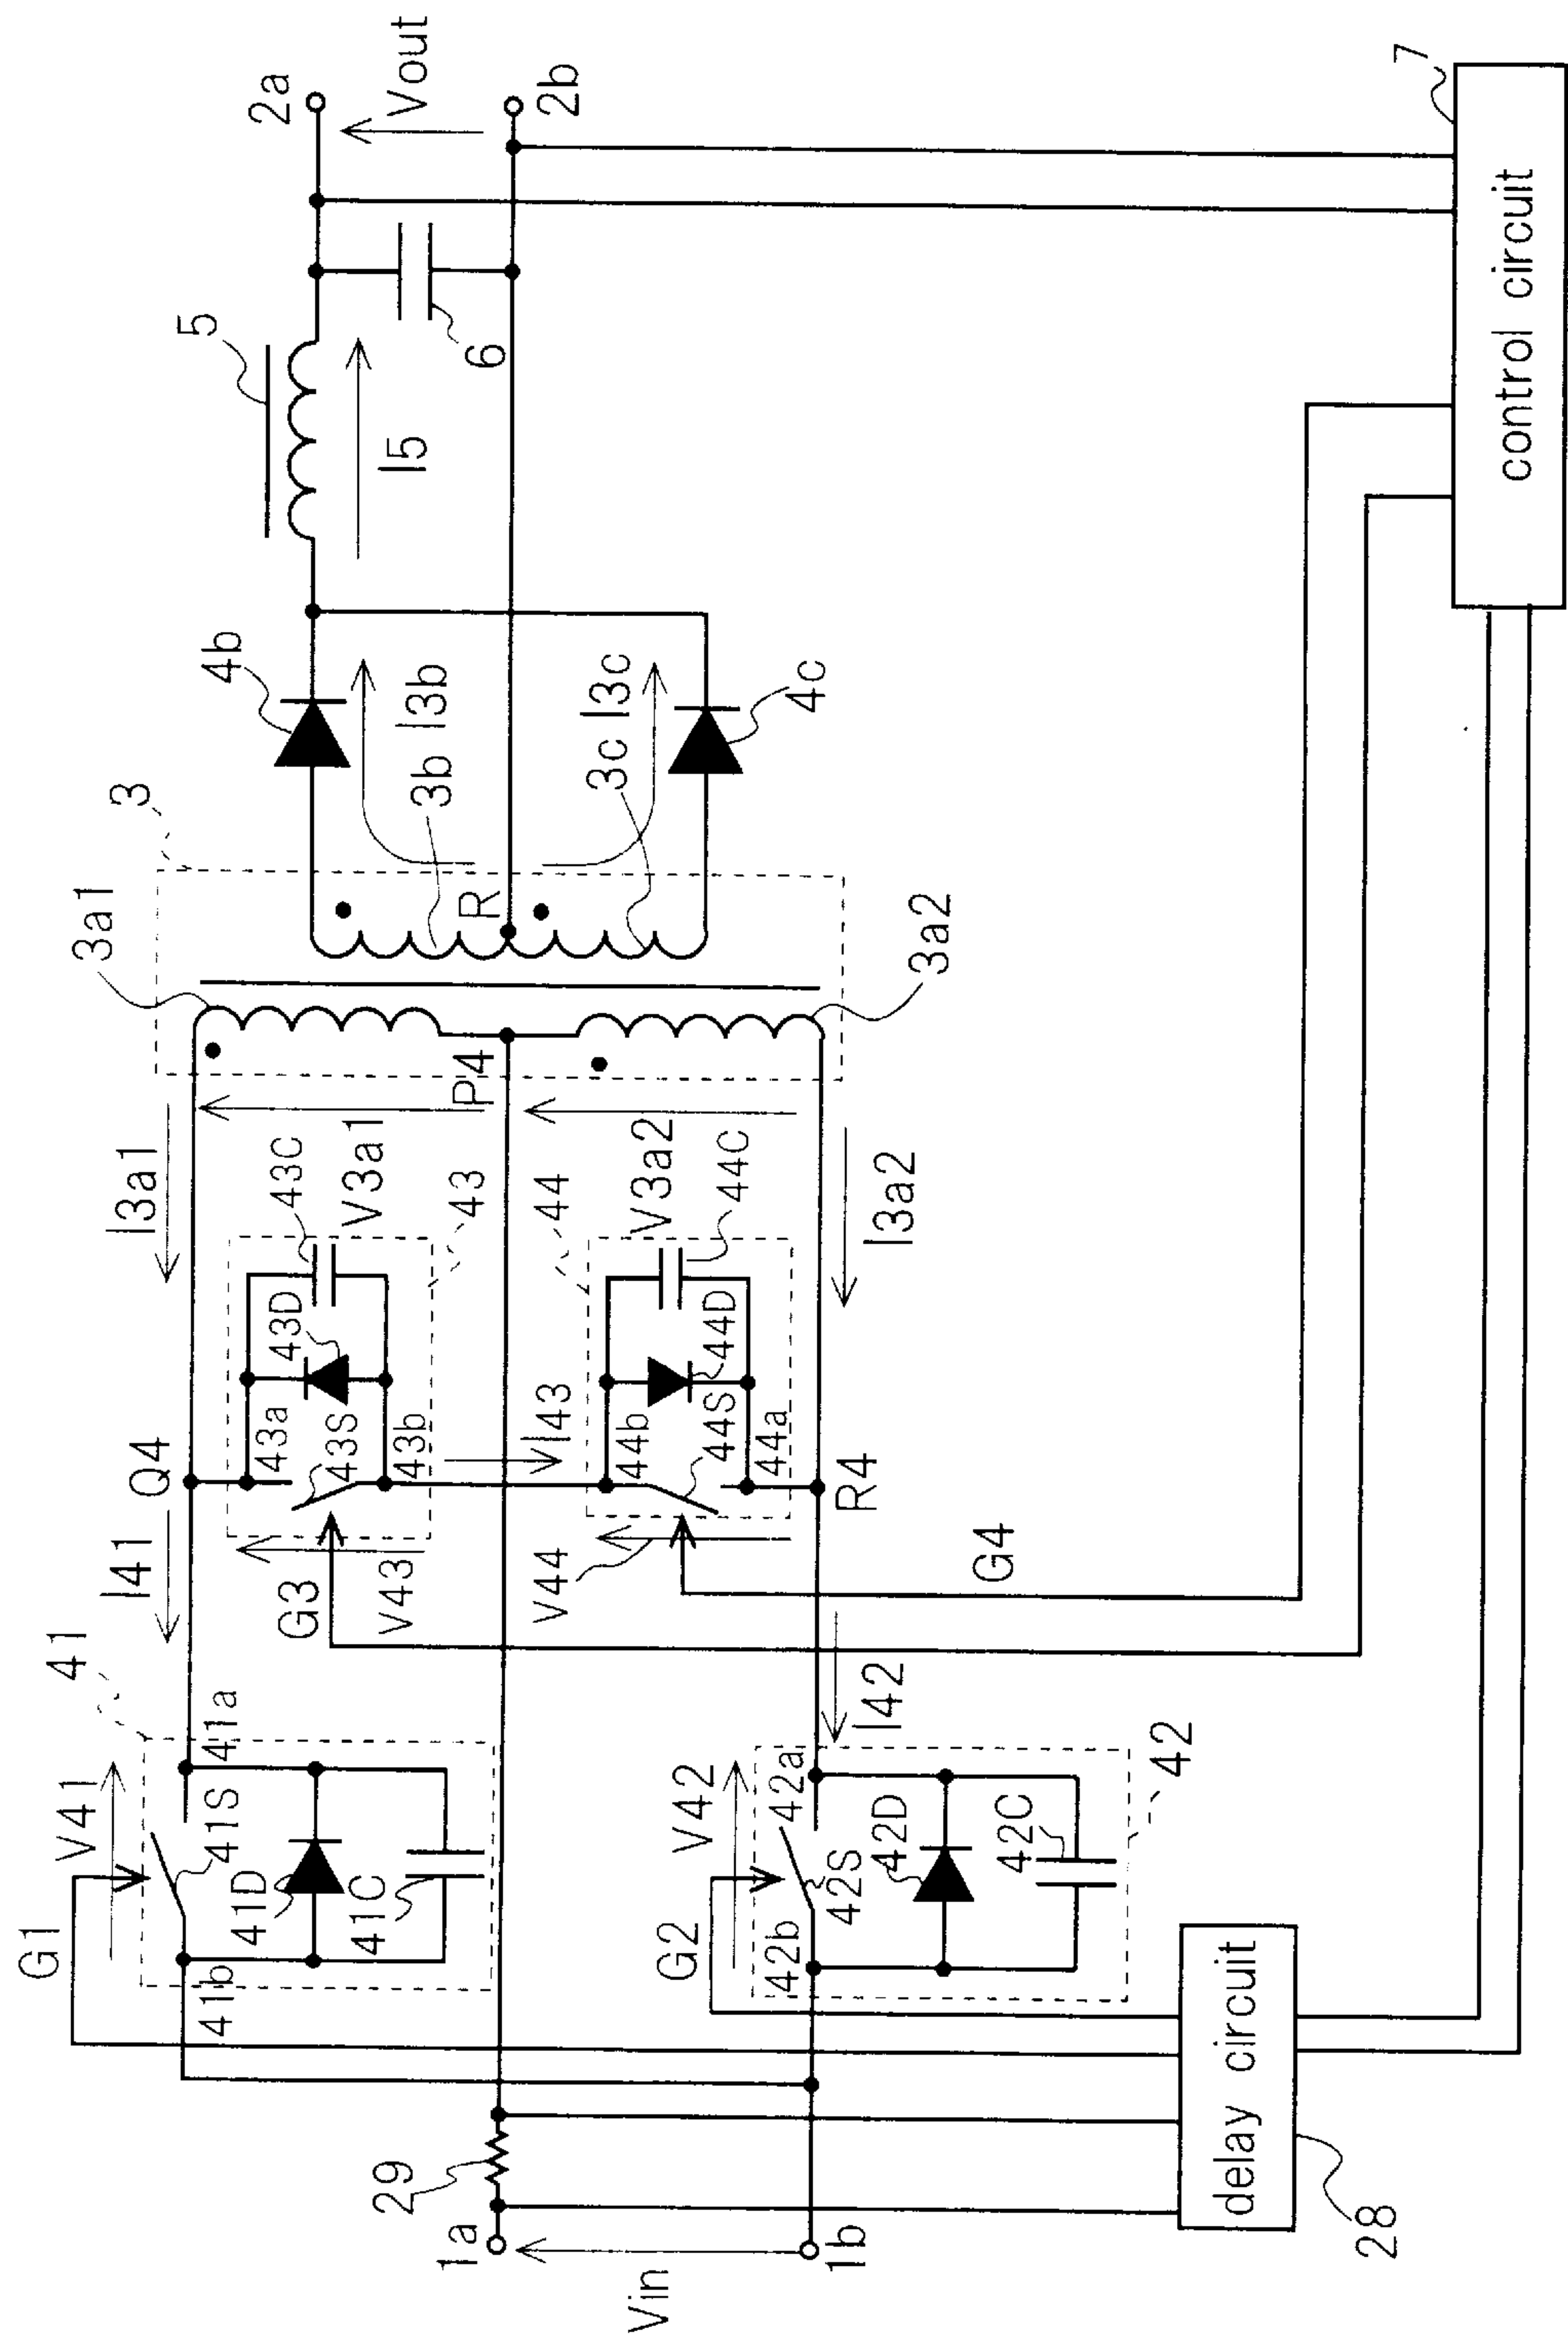 G1
V41
41
I41
Q4
I3a1
3a1
3
4b
5
2a
Vout
2b
41b
41S
41a
41D
41C
G3
V43
43a
43S
43b
43D
43C
V3a1
43
P4
R
3b
I3b
I5
6
29
1a
Vin
1b
G2
V42
42b
42S
42a
42D
42C
42
I42
V44
I43
44
44b
44S
44a
44D
44C
V3a2
R4
I3a2
3a2
3c
I3c
4c
G4
7
control circuit
delay circuit
28